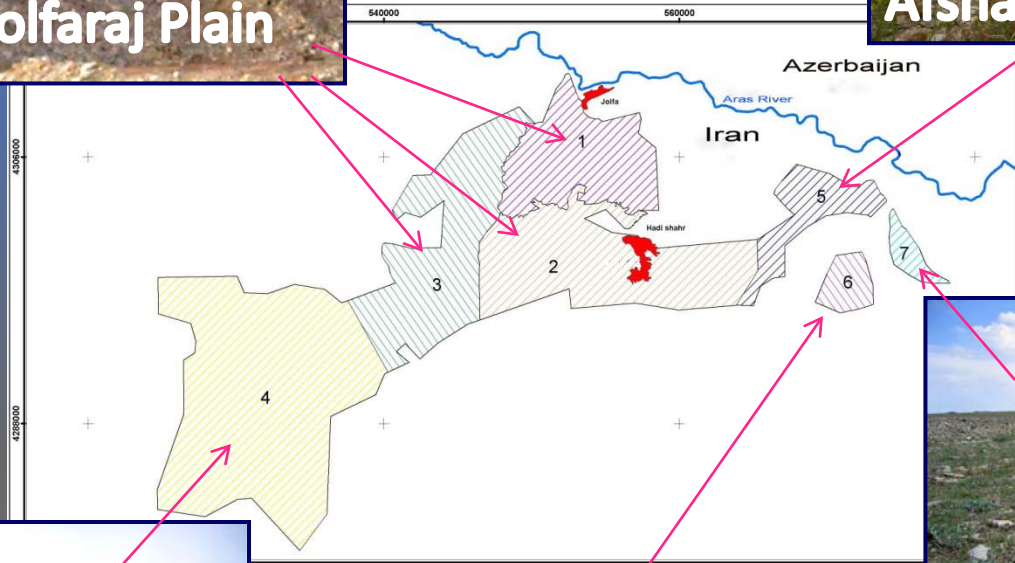 olfaraj Plain
Alsha
540000
560000
Azerbaijan
Aras River
Iran
Jolfa
4306000
1
5
Hadi shahr
7
2
6
3
4
4288000